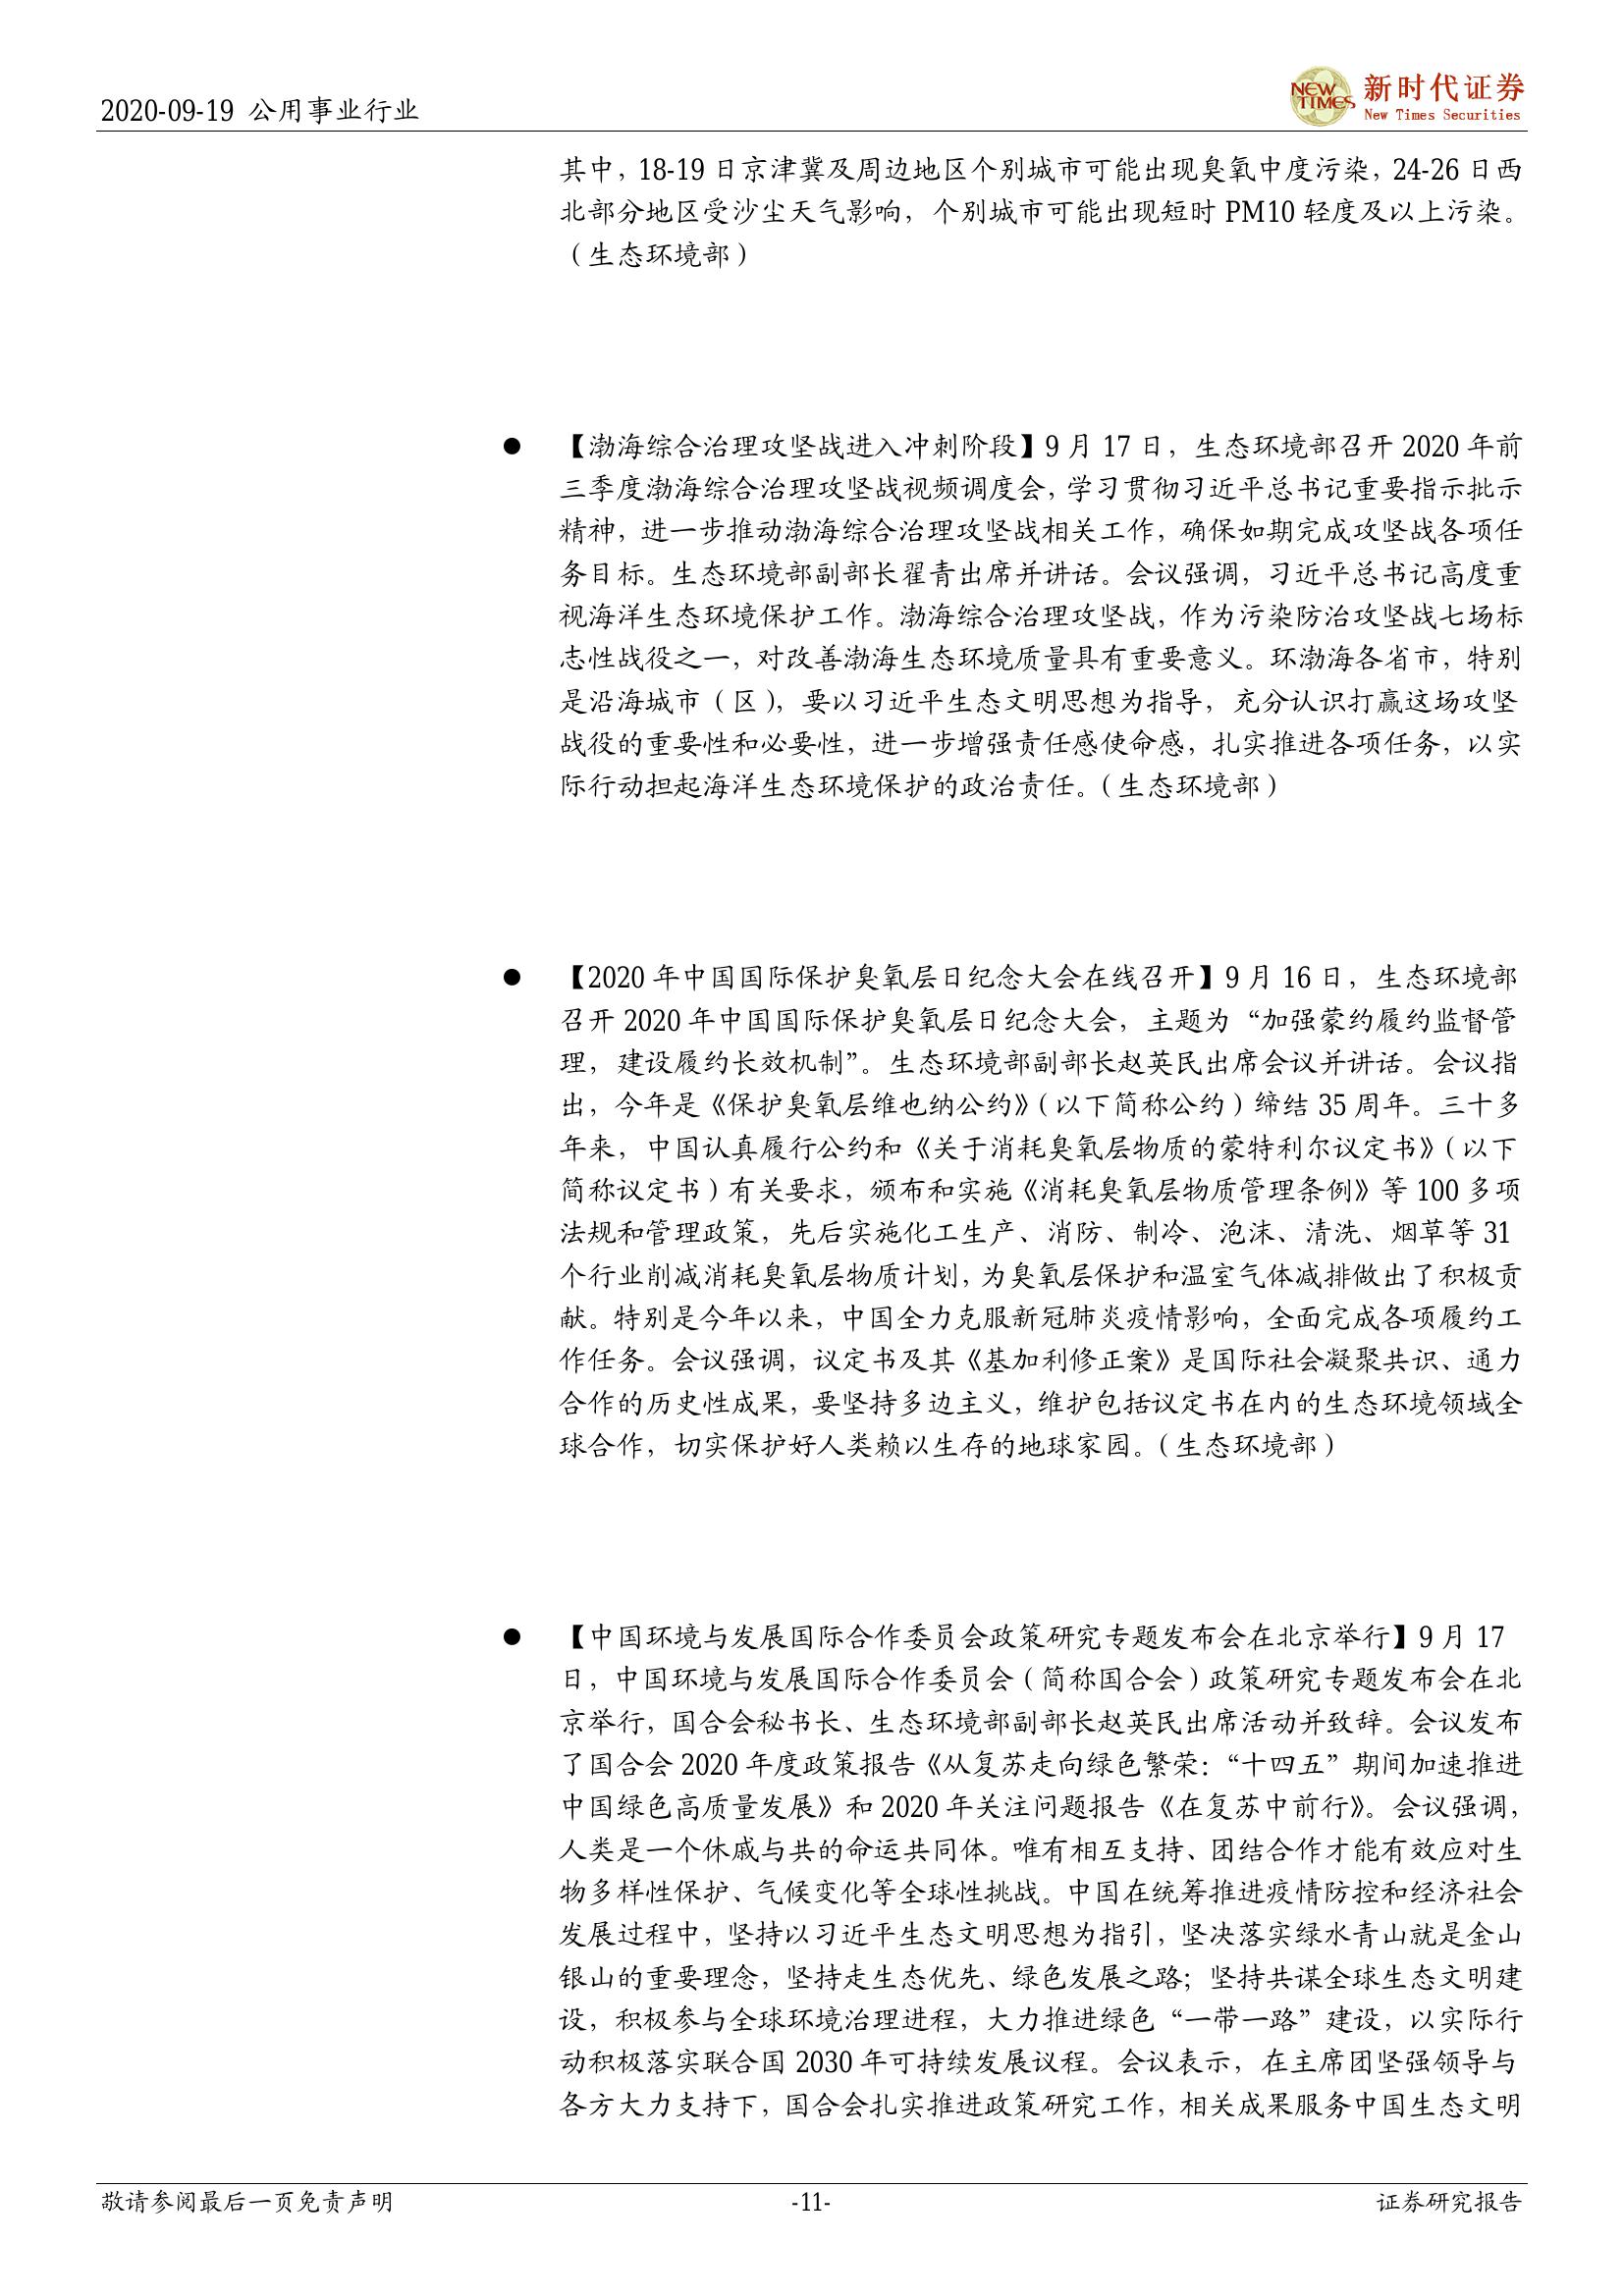 2020-09-19 公用事业行业
NEW TIMES 新时代证券
New Times Securities
其中，18-19 日京津冀及周边地区个别城市可能出现臭氧中度污染，24-26 日西
北部分地区受沙尘天气影响，个别城市可能出现短时 PM10 轻度及以上污染。
（生态环境部）
● 【渤海综合治理攻坚战进入冲刺阶段】9 月 17 日，生态环境部召开 2020 年前
三季度渤海综合治理攻坚战视频调度会，学习贯彻习近平总书记重要指示批示
精神，进一步推动渤海综合治理攻坚战相关工作，确保如期完成攻坚战各项任
务目标。生态环境部副部长翟青出席并讲话。会议强调，习近平总书记高度重
视海洋生态环境保护工作。渤海综合治理攻坚战，作为污染防治攻坚战七场标
志性战役之一，对改善渤海生态环境质量具有重要意义。环渤海各省市，特别
是沿海城市（区），要以习近平生态文明思想为指导，充分认识打赢这场攻坚
战役的重要性和必要性，进一步增强责任感使命感，扎实推进各项任务，以实
际行动担起海洋生态环境保护的政治责任。（生态环境部）
● 【2020 年中国国际保护臭氧层日纪念大会在线召开】9 月 16 日，生态环境部
召开 2020 年中国国际保护臭氧层日纪念大会，主题为“加强蒙约履约监督管
理，建设履约长效机制”。生态环境部副部长赵英民出席会议并讲话。会议指
出，今年是《保护臭氧层维也纳公约》（以下简称公约）缔结 35 周年。三十多
年来，中国认真履行公约和《关于消耗臭氧层物质的蒙特利尔议定书》（以下
简称议定书）有关要求，颁布和实施《消耗臭氧层物质管理条例》等 100 多项
法规和管理政策，先后实施化工生产、消防、制冷、泡沫、清洗、烟草等 31
个行业削减消耗臭氧层物质计划，为臭氧层保护和温室气体减排做出了积极贡
献。特别是今年以来，中国全力克服新冠肺炎疫情影响，全面完成各项履约工
作任务。会议强调，议定书及其《基加利修正案》是国际社会凝聚共识、通力
合作的历史性成果，要坚持多边主义，维护包括议定书在内的生态环境领域全
球合作，切实保护好人类赖以生存的地球家园。（生态环境部）
● 【中国环境与发展国际合作委员会政策研究专题发布会在北京举行】9 月 17
日，中国环境与发展国际合作委员会（简称国合会）政策研究专题发布会在北
京举行，国合会秘书长、生态环境部副部长赵英民出席活动并致辞。会议发布
了国合会 2020 年度政策报告《从复苏走向绿色繁荣：“十四五”期间加速推进
中国绿色高质量发展》和 2020 年关注问题报告《在复苏中前行》。会议强调，
人类是一个休戚与共的命运共同体。唯有相互支持、团结合作才能有效应对生
物多样性保护、气候变化等全球性挑战。中国在统筹推进疫情防控和经济社会
发展过程中，坚持以习近平生态文明思想为指引，坚决落实绿水青山就是金山
银山的重要理念，坚持走生态优先、绿色发展之路；坚持共谋全球生态文明建
设，积极参与全球环境治理进程，大力推进绿色“一带一路”建设，以实际行
动积极落实联合国 2030 年可持续发展议程。会议表示，在主席团坚强领导与
各方大力支持下，国合会扎实推进政策研究工作，相关成果服务中国生态文明
敬请参阅最后一页免责声明 -11- 证券研究报告